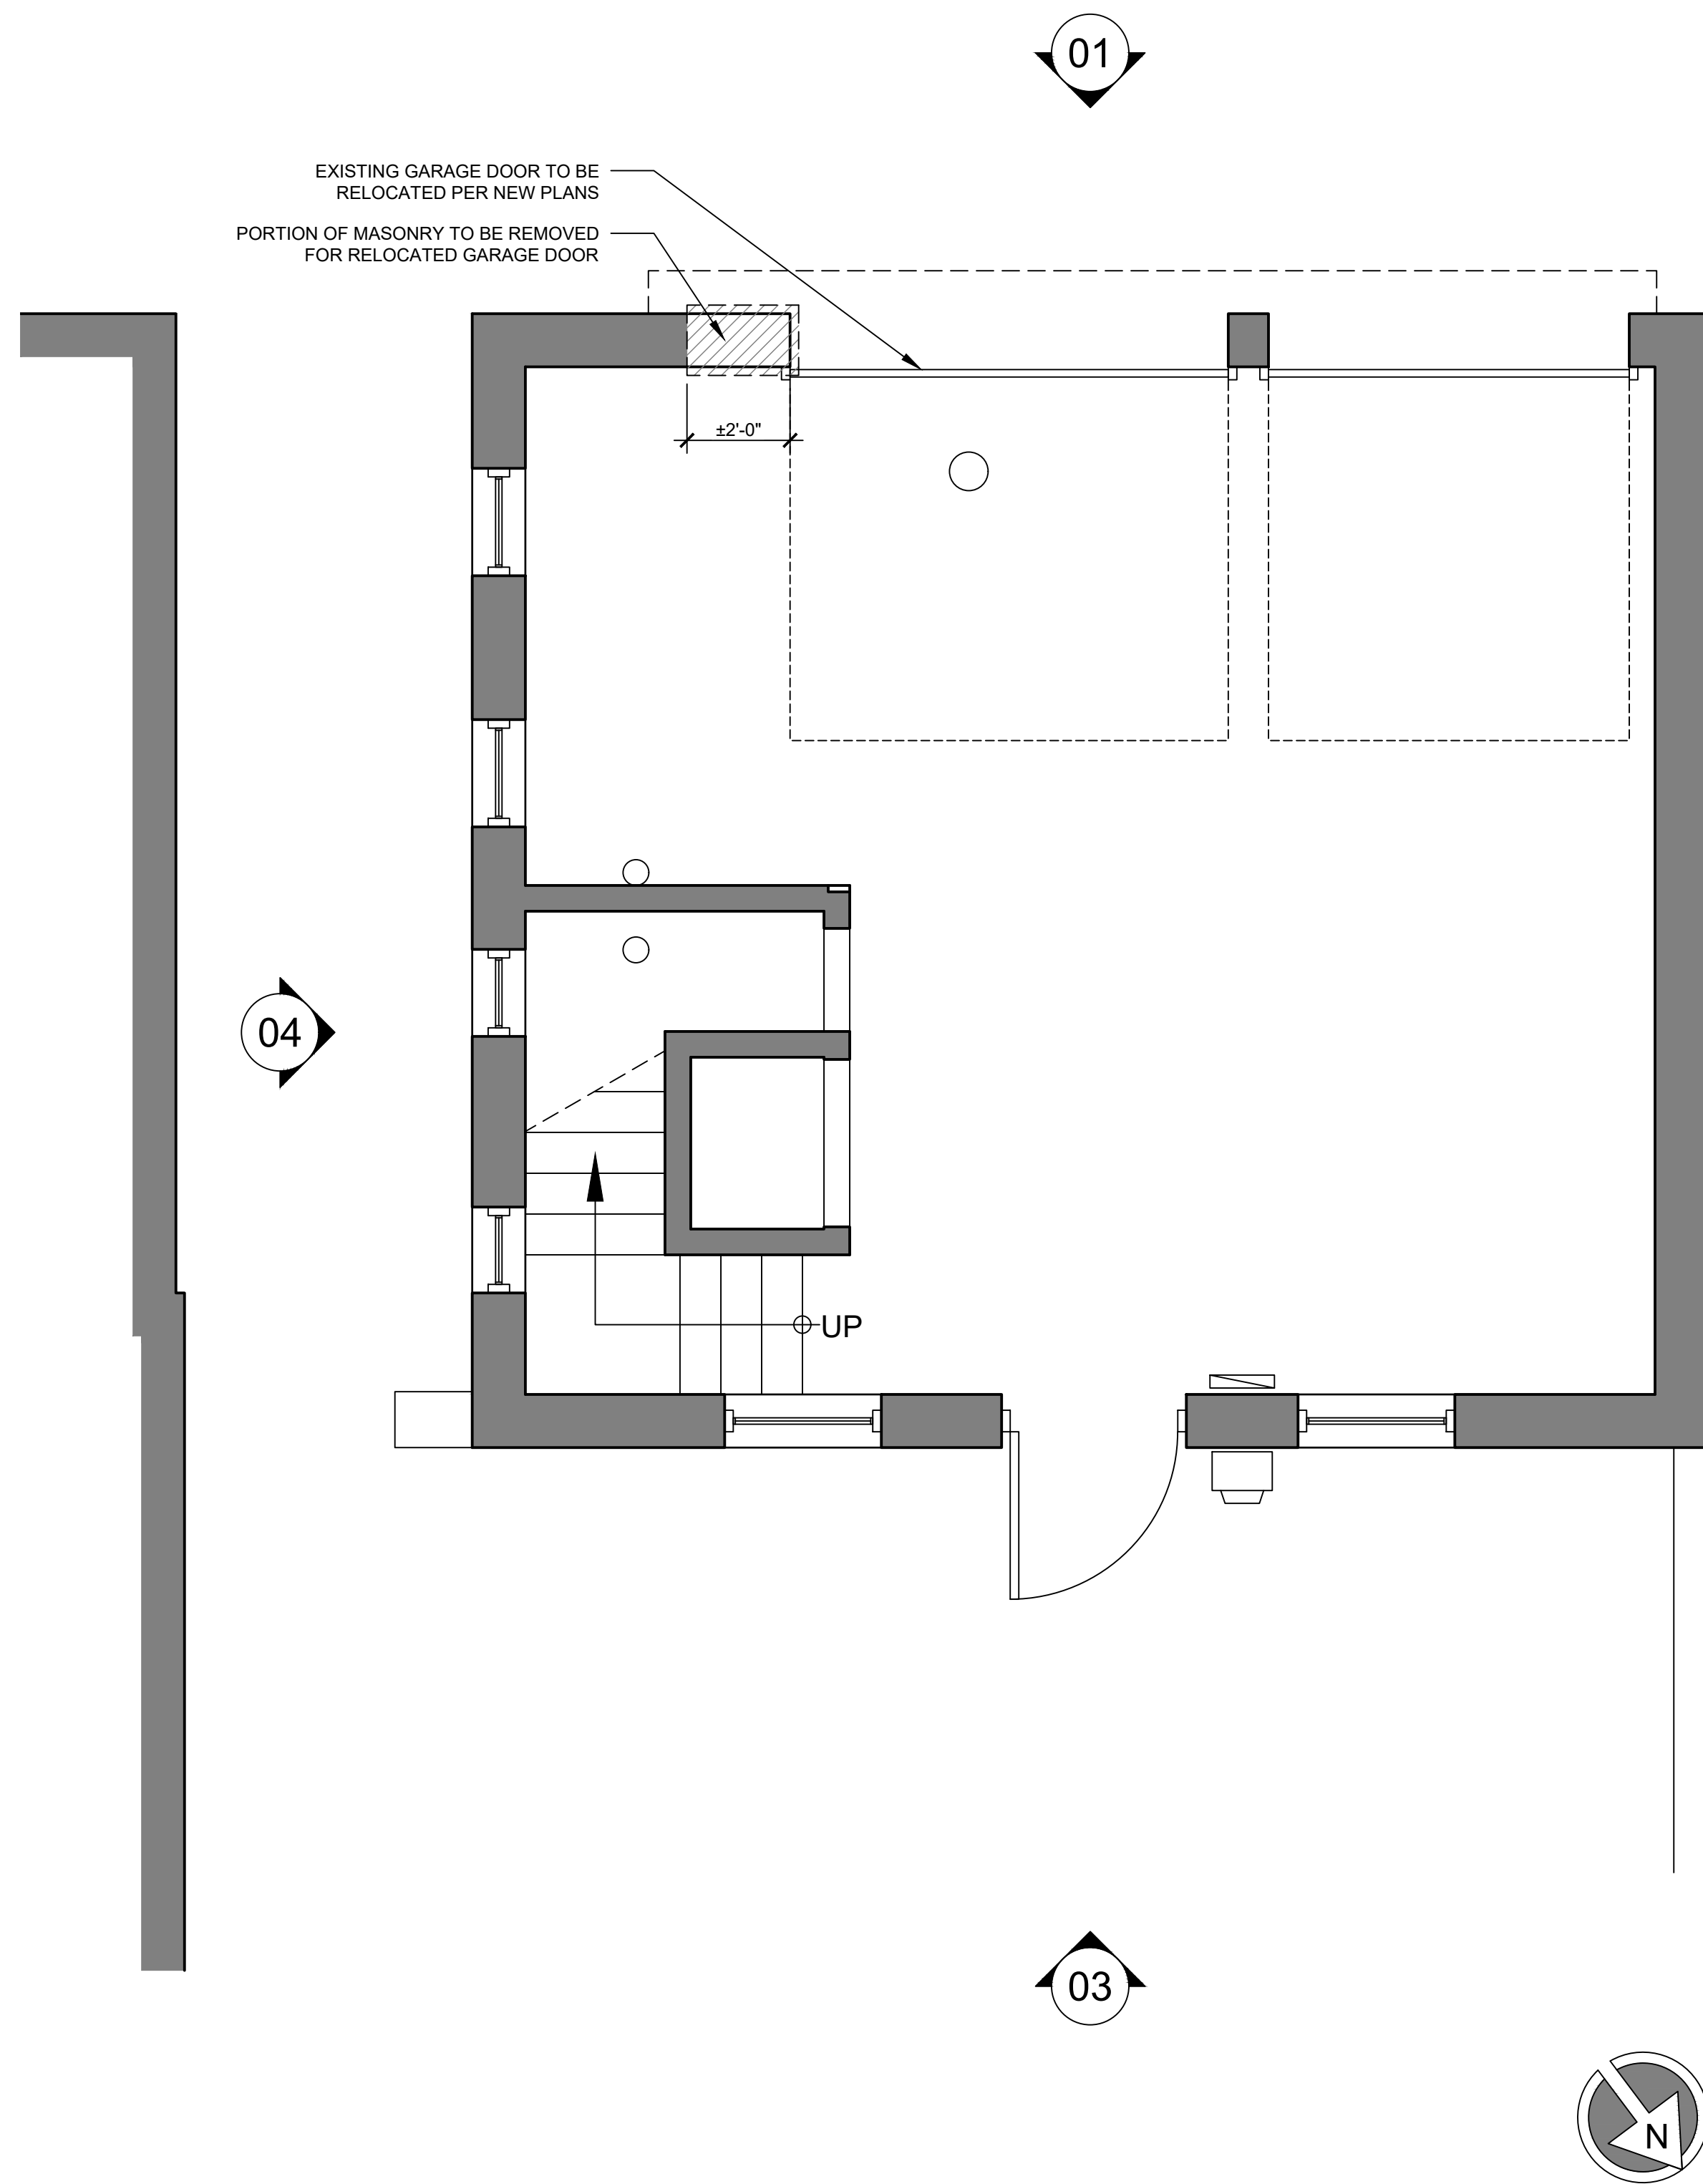 01
EXISTING GARAGE DOOR TO BE
RELOCATED PER NEW PLANS
PORTION OF MASONRY TO BE REMOVED
FOR RELOCATED GARAGE DOOR
±2'-0"
04
UP
03
N